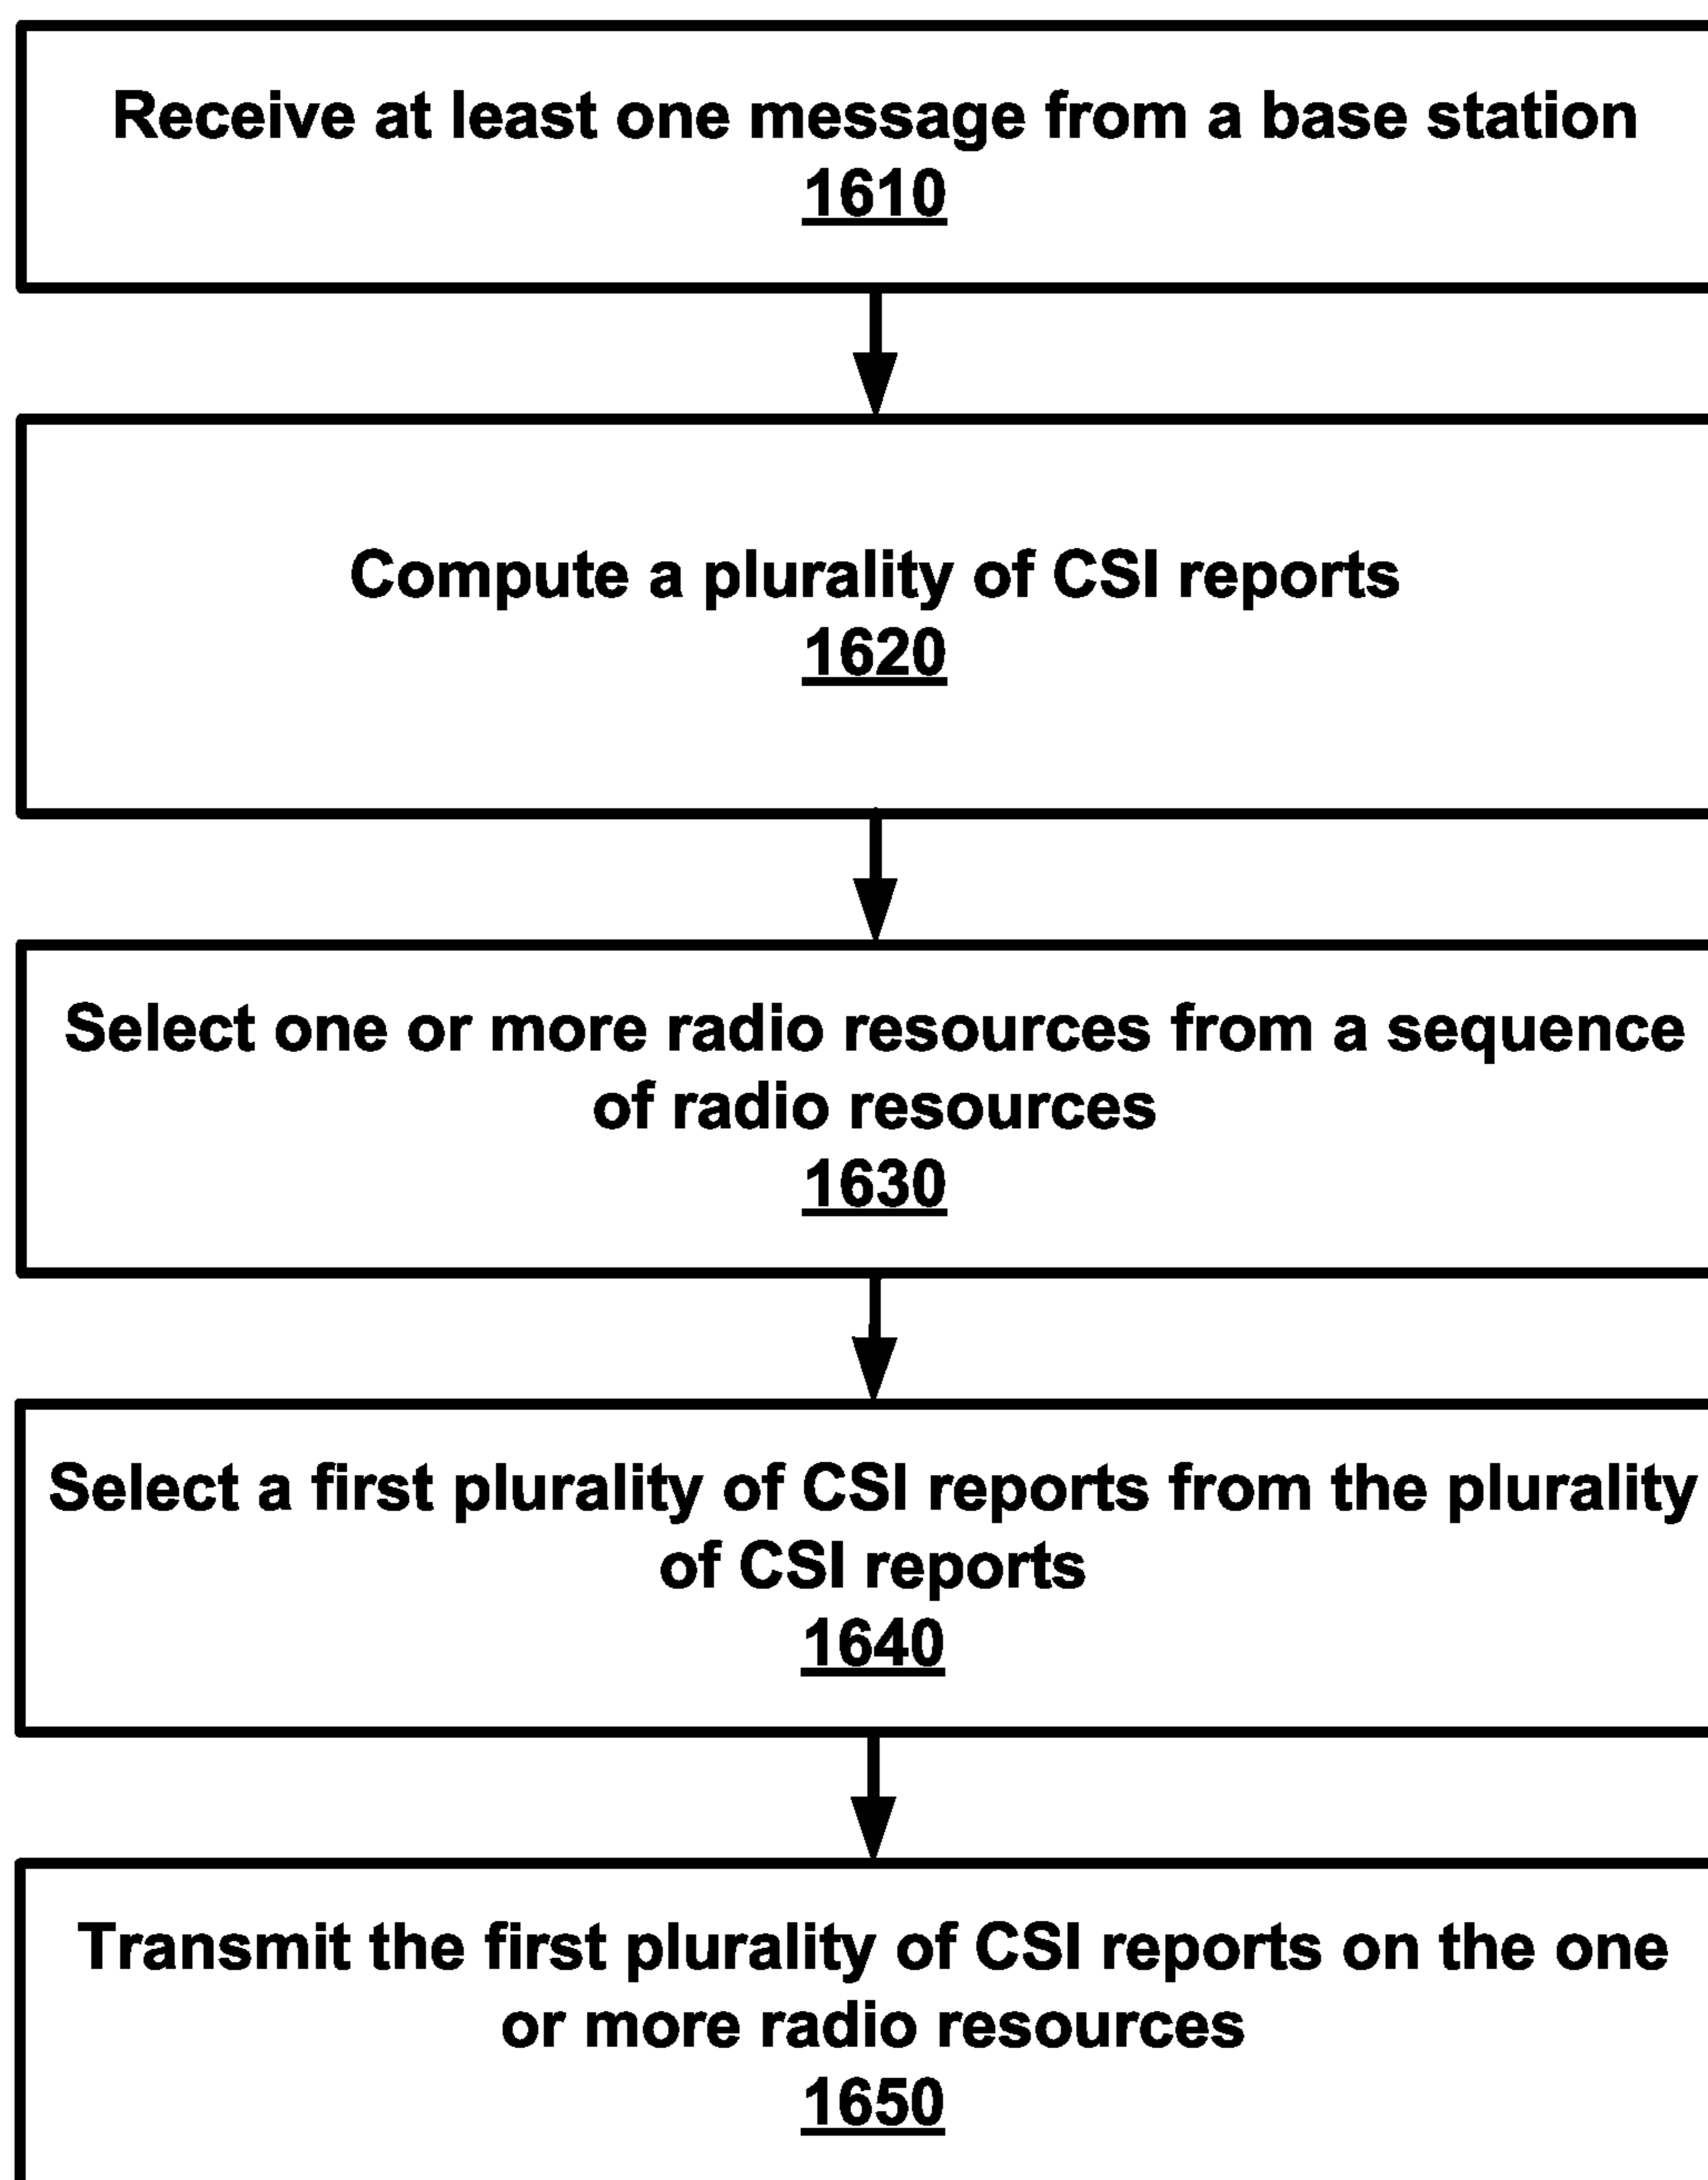 Receive at least one message from a base station
1610
Compute a plurality of CSI reports
1620
Select one or more radio resources from a sequence
of radio resources
1630
Select a first plurality of CSI reports from the plurality
of CSI reports
1640
Transmit the first plurality of CSI reports on the one
or more radio resources
1650